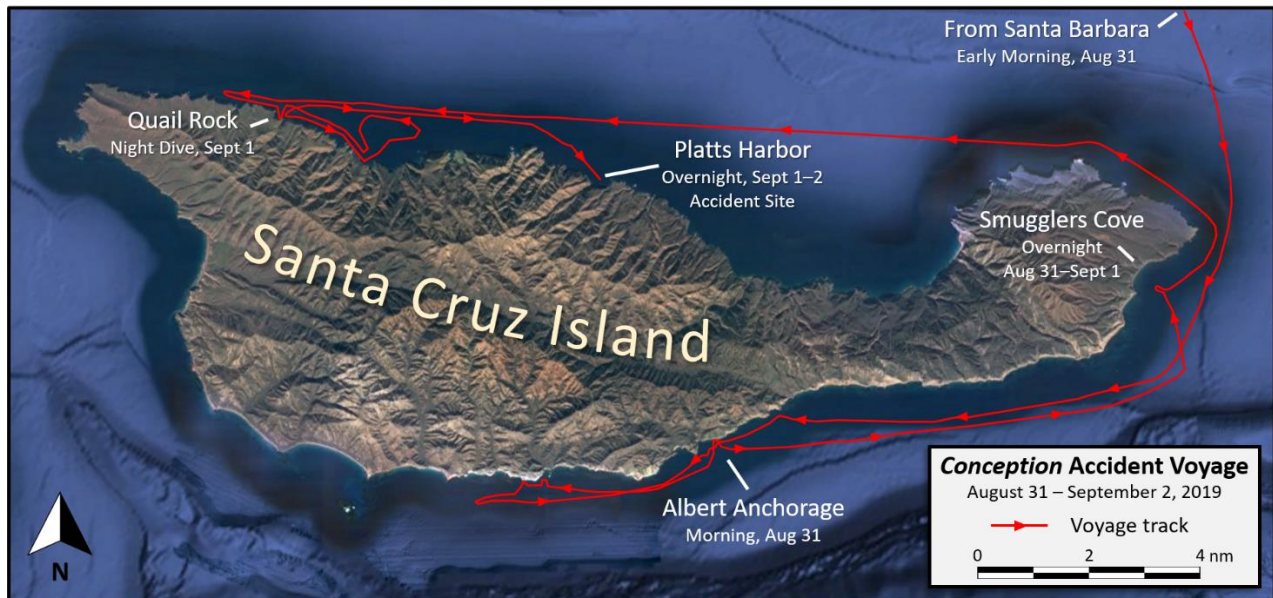 From Santa Barbara
Early Morning, Aug 31
Quail Rock
Night Dive, Sept 1
Platts Harbor
Overnight, Sept 1–2
Accident Site
Smugglers Cove
Overnight
Aug 31–Sept 1
Santa Cruz Island
Albert Anchorage
Morning, Aug 31
Conception Accident Voyage
August 31 – September 2, 2019
Voyage track
0 2 4 nm
N